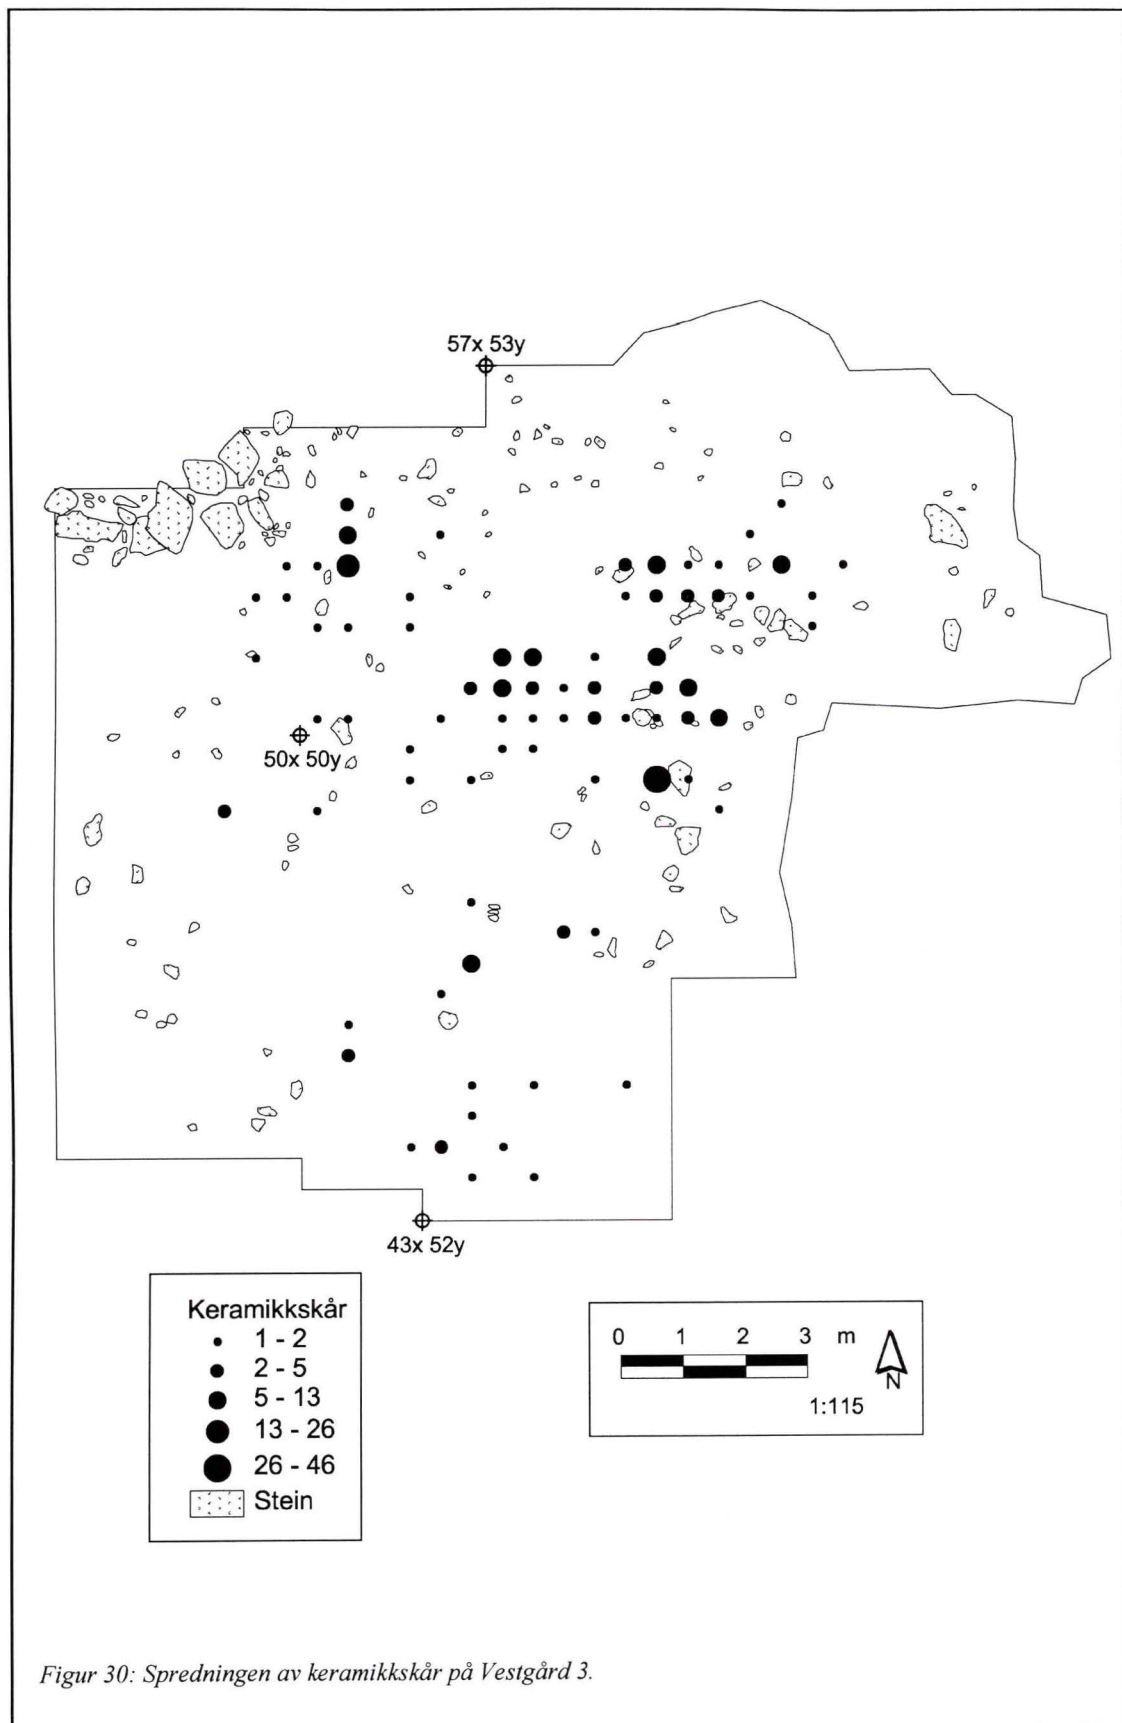 57x 53y
50x 50y
43x 52y
Keramikkskår
1 - 2
2 - 5
5 - 13
13 - 26
26 - 46
Stein
0 1 2 3 m
N
1:115
Figur 30: Spredningen av keramikkskår på Vestgård 3.